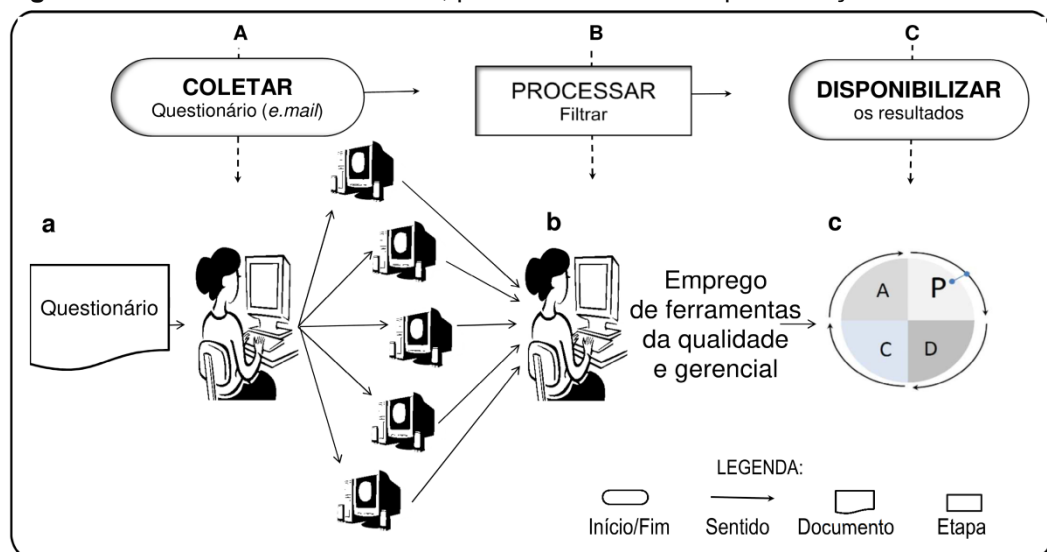 A
B
C
COLETAR
Questionário (e.mail)
PROCESSAR
Filtrar
DISPONIBILIZAR
os resultados
a
b
c
Questionário
Emprego
de ferramentas
da qualidade
e gerencial
A
P
C
D
LEGENDA:
Início/Fim
Sentido
Documento
Etapa